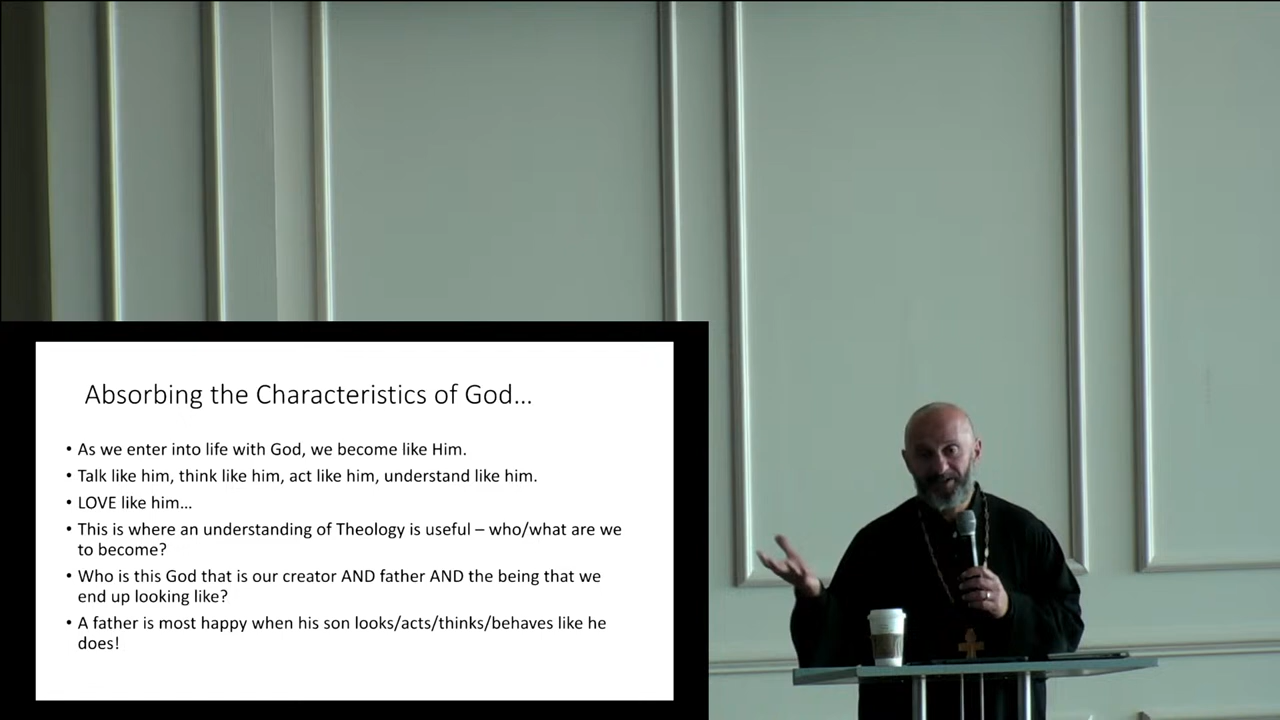 Absorbing the Characteristics of God...
• As we enter into life with God, we become like Him.
• Talk like him, think like him, act like him, understand like him.
• LOVE like him...
• This is where an understanding of Theology is useful – who/what are we
to become?
• Who is this God that is our creator AND father AND the being that we
end up looking like?
• A father is most happy when his son looks/acts/thinks/behaves like he
does!